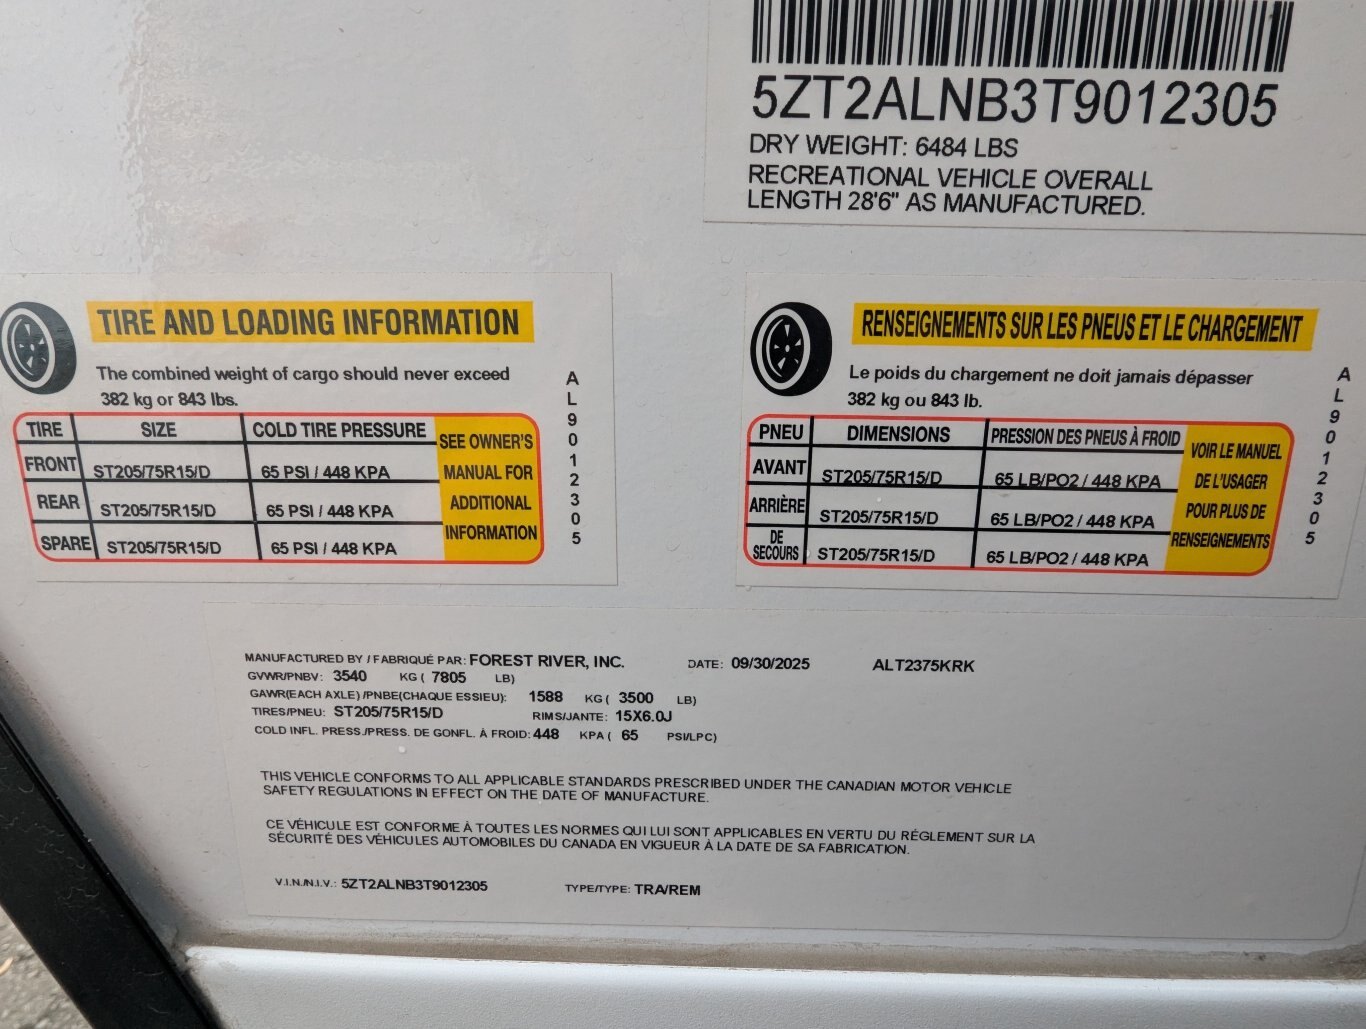 5ZT2ALNB3T9012305
DRY WEIGHT: 6484 LBS
RECREATIONAL VEHICLE OVERALL
LENGTH 28'6" AS MANUFACTURED.
TIRE AND LOADING INFORMATION
The combined weight of cargo should never exceed
382 kg or 843 lbs.
TIRE SIZE COLD TIRE PRESSURE
FRONT ST205/75R15/D 65 PSI / 448 KPA
REAR ST205/75R15/D 65 PSI / 448 KPA
SPARE ST205/75R15/D 65 PSI / 448 KPA
SEE OWNER'S
MANUAL FOR
ADDITIONAL
INFORMATION
AL9012305
RENSEIGNEMENTS SUR LES PNEUS ET LE CHARGEMENT
Le poids du chargement ne doit jamais dépasser
382 kg ou 843 lb.
PNEU DIMENSIONS PRESSION DES PNEUS À FROID
AVANT ST205/75R15/D 65 LB/PO2 / 448 KPA
ARRIÈRE ST205/75R15/D 65 LB/PO2 / 448 KPA
DE
SECOURS ST205/75R15/D 65 LB/PO2 / 448 KPA
VOIR LE MANUEL
DE L'USAGER
POUR PLUS DE
RENSEIGNEMENTS
AL9012305
MANUFACTURED BY / FABRIQUÉ PAR: FOREST RIVER, INC. DATE: 09/30/2025 ALT2375KRK
GVWR/PNBV: 3540 KG ( 7805 LB)
GAWR(EACH AXLE) /PNBE(CHAQUE ESSIEU): 1588 KG ( 3500 LB)
TIRES/PNEU: ST205/75R15/D RIMS/JANTE: 15X6.0J
COLD INFL. PRESS./PRESS. DE GONFL. À FROID: 448 KPA ( 65 PSI/LPC)
THIS VEHICLE CONFORMS TO ALL APPLICABLE STANDARDS PRESCRIBED UNDER THE CANADIAN MOTOR VEHICLE
SAFETY REGULATIONS IN EFFECT ON THE DATE OF MANUFACTURE.
CE VÉHICULE EST CONFORME À TOUTES LES NORMES QUI LUI SONT APPLICABLES EN VERTU DU RÉGLEMENT SUR LA
SÉCURITÉ DES VÉHICULES AUTOMOBILES DU CANADA EN VIGUEUR À LA DATE DE SA FABRICATION.
V.I.N./N.I.V.: 5ZT2ALNB3T9012305 TYPE/TYPE: TRA/REM